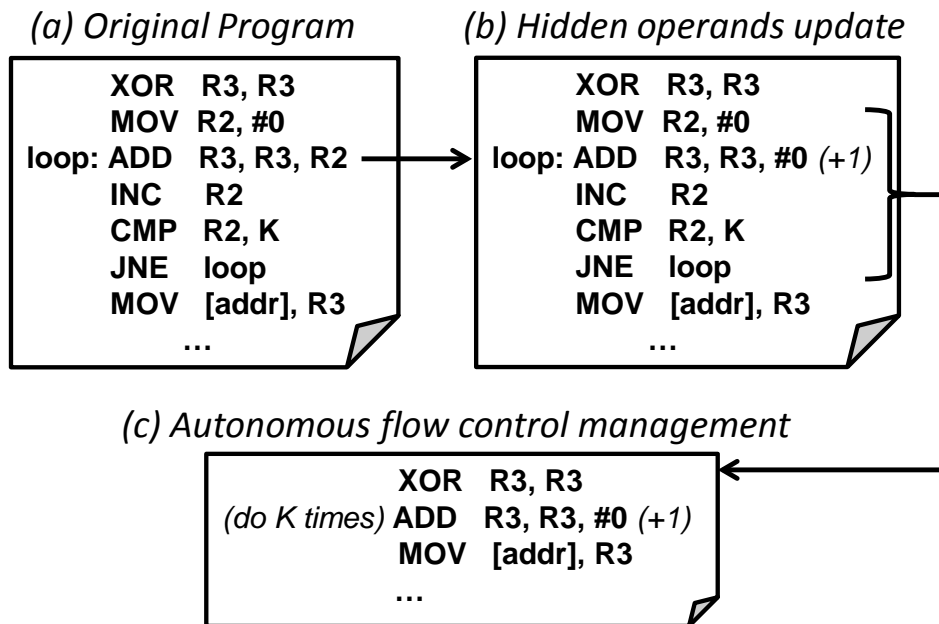 (a) Original Program
XOR R3, R3
MOV R2, #0
loop: ADD R3, R3, R2
INC R2
CMP R2, K
JNE loop
MOV [addr], R3
...
(b) Hidden operands update
XOR R3, R3
MOV R2, #0
loop: ADD R3, R3, #0 (+1)
INC R2
CMP R2, K
JNE loop
MOV [addr], R3
...
(c) Autonomous flow control management
XOR R3, R3
(do K times) ADD R3, R3, #0 (+1)
MOV [addr], R3
...